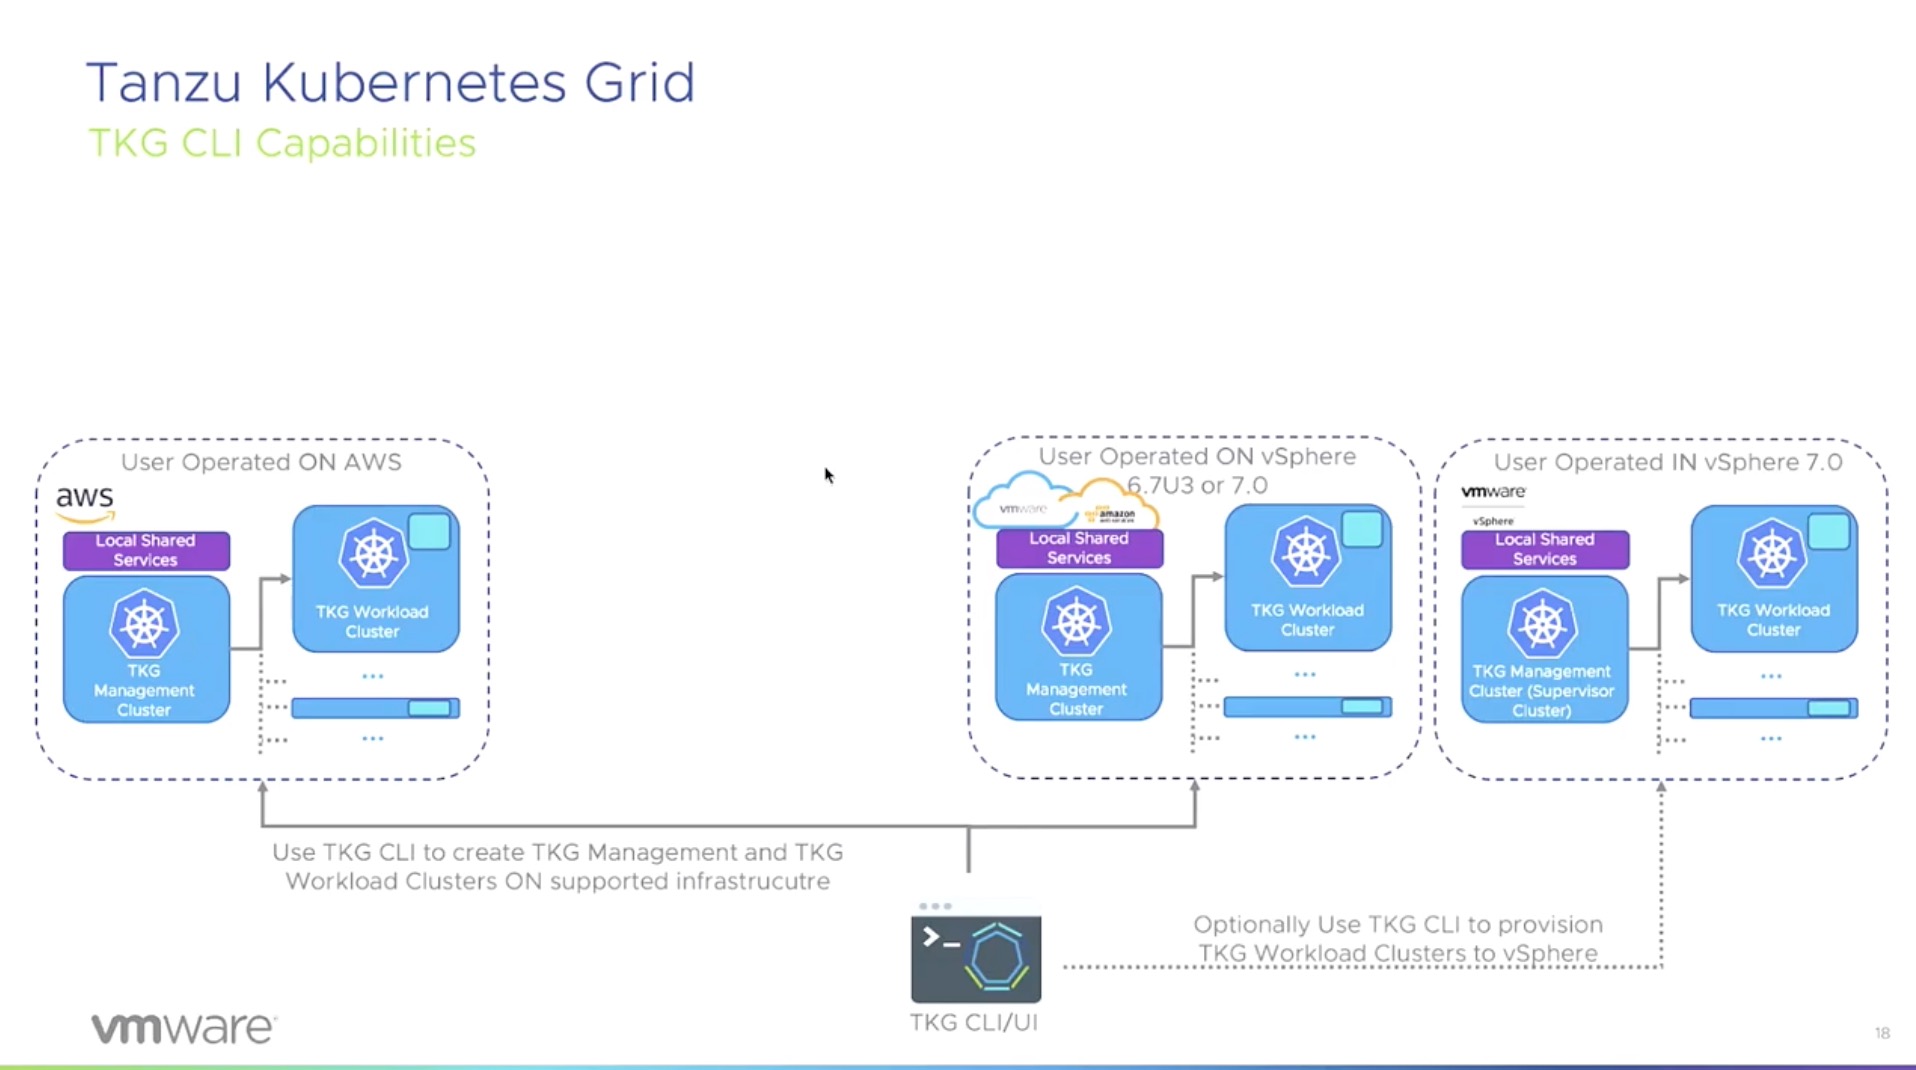 Tanzu Kubernetes Grid
TKG CLI Capabilities
User Operated ON AWS
aws
Local Shared
Services
TKG
Management
Cluster
TKG Workload
Cluster
...
...
User Operated ON vSphere
6.7U3 or 7.0
vmware
amazon
web services
Local Shared
Services
TKG
Management
Cluster
TKG Workload
Cluster
...
...
User Operated IN vSphere 7.0
vmware
vSphere
Local Shared
Services
TKG Management
Cluster (Supervisor
Cluster)
TKG Workload
Cluster
...
...
Use TKG CLI to create TKG Management and TKG
Workload Clusters ON supported infrastrucutre
>_
TKG CLI/UI
Optionally Use TKG CLI to provision
TKG Workload Clusters to vSphere
vmware
18